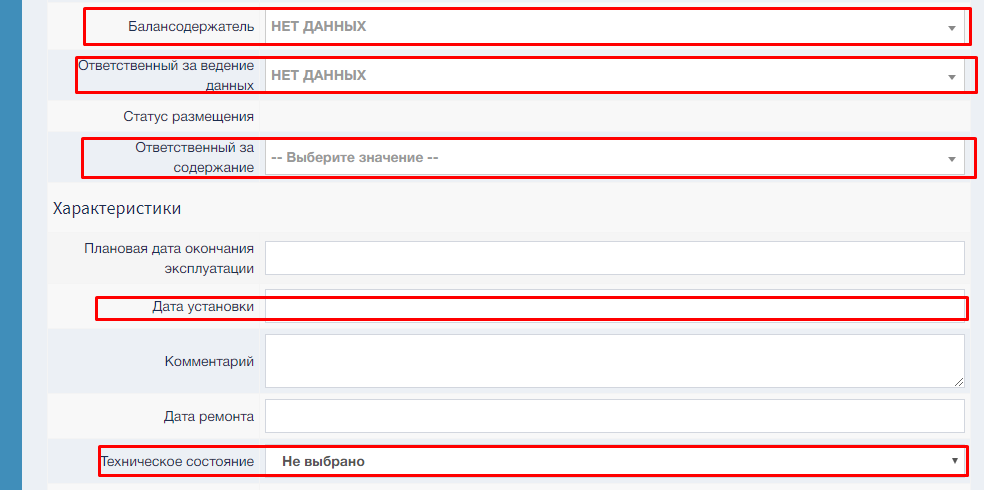 Балансодержатель НЕТ ДАННЫХ
Ответственный за ведение
данных НЕТ ДАННЫХ
Статус размещения
Ответственный за
содержание -- Выберите значение --
Характеристики
Плановая дата окончания
эксплуатации
Дата установки
Комментарий
Дата ремонта
Техническое состояние Не выбрано